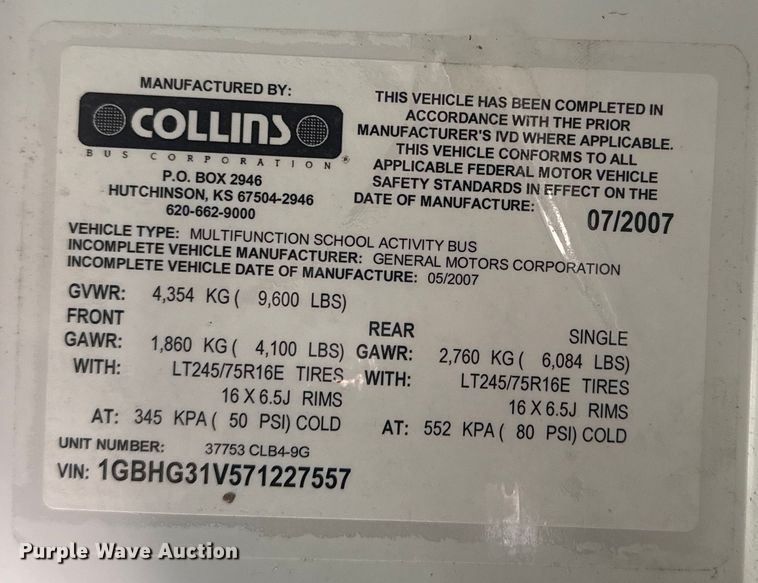 MANUFACTURED BY:
COLLINS
BUS CORPORATION®
P.O. BOX 2946
HUTCHINSON, KS 67504-2946
620-662-9000
THIS VEHICLE HAS BEEN COMPLETED IN
ACCORDANCE WITH THE PRIOR
MANUFACTURER'S IVD WHERE APPLICABLE.
THIS VEHICLE CONFORMS TO ALL
APPLICABLE FEDERAL MOTOR VEHICLE
SAFETY STANDARDS IN EFFECT ON THE
DATE OF MANUFACTURE: 07/2007
VEHICLE TYPE: MULTIFUNCTION SCHOOL ACTIVITY BUS
INCOMPLETE VEHICLE MANUFACTURER: GENERAL MOTORS CORPORATION
INCOMPLETE VEHICLE DATE OF MANUFACTURE: 05/2007
GVWR: 4,354 KG ( 9,600 LBS)
FRONT
GAWR: 1,860 KG ( 4,100 LBS)
WITH: LT245/75R16E TIRES
16 X 6.5J RIMS
AT: 345 KPA ( 50 PSI) COLD
REAR SINGLE
GAWR: 2,760 KG ( 6,084 LBS)
WITH: LT245/75R16E TIRES
16 X 6.5J RIMS
AT: 552 KPA ( 80 PSI) COLD
UNIT NUMBER: 37753 CLB4-9G
VIN: 1GBHG31V571227557
Purple Wave Auction